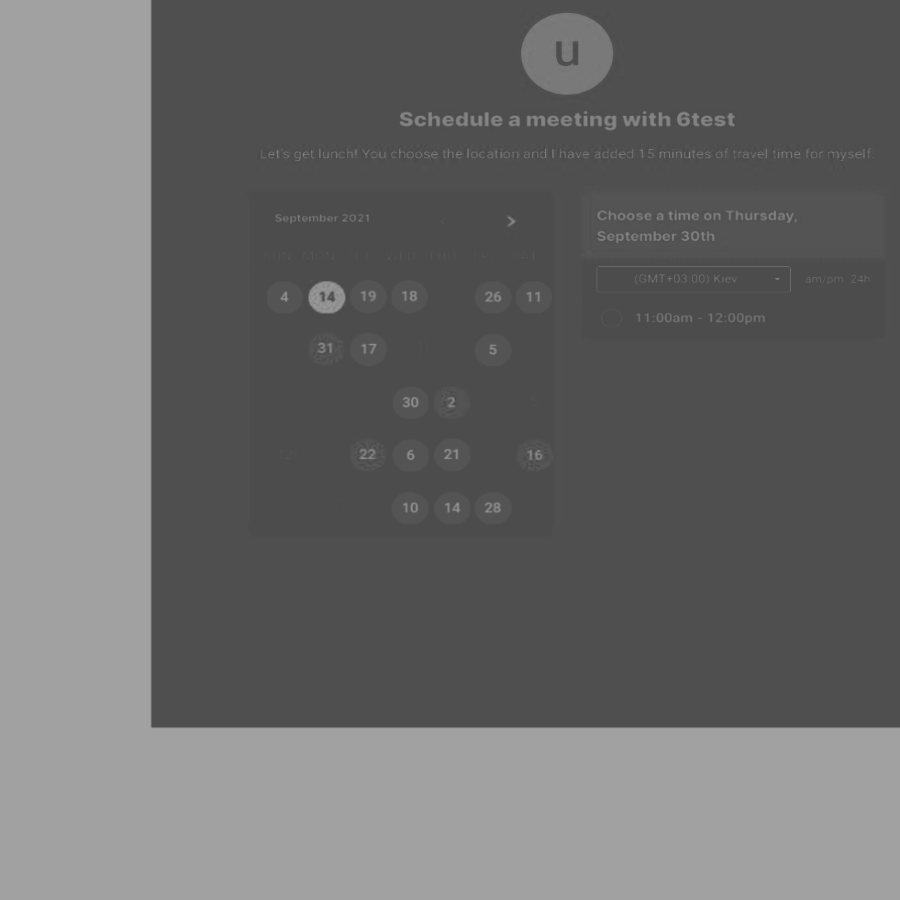 u
Schedule a meeting with 6test
Let's get lunch! You choose the location and I have added 15 minutes of travel time for myself
September 2021
4 14 19 18 26 11
31 17 5
30 2
22 6 21 16
10 14 28
Choose a time on Thursday,
September 30th
(GMT+03:00) Kiev am/pm 24h
11:00am - 12:00pm